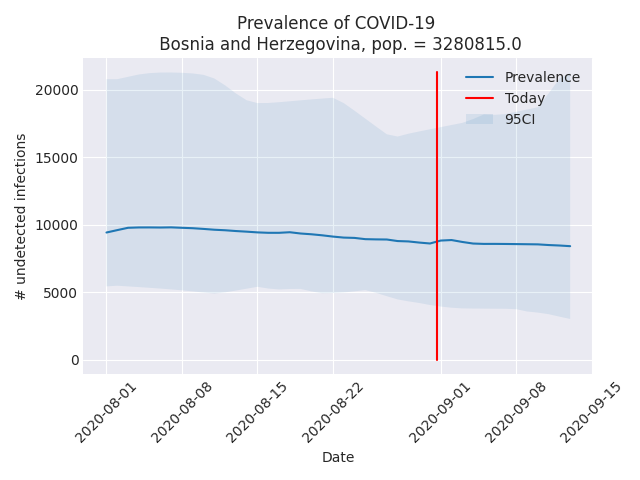 Prevalence of COVID-19
Bosnia and Herzegovina, pop. = 3280815.0
Prevalence
Today
95CI
# undetected infections
20000
15000
10000
5000
0
2020-08-01
2020-08-08
2020-08-15
2020-08-22
2020-09-01
2020-09-08
2020-09-15
Date